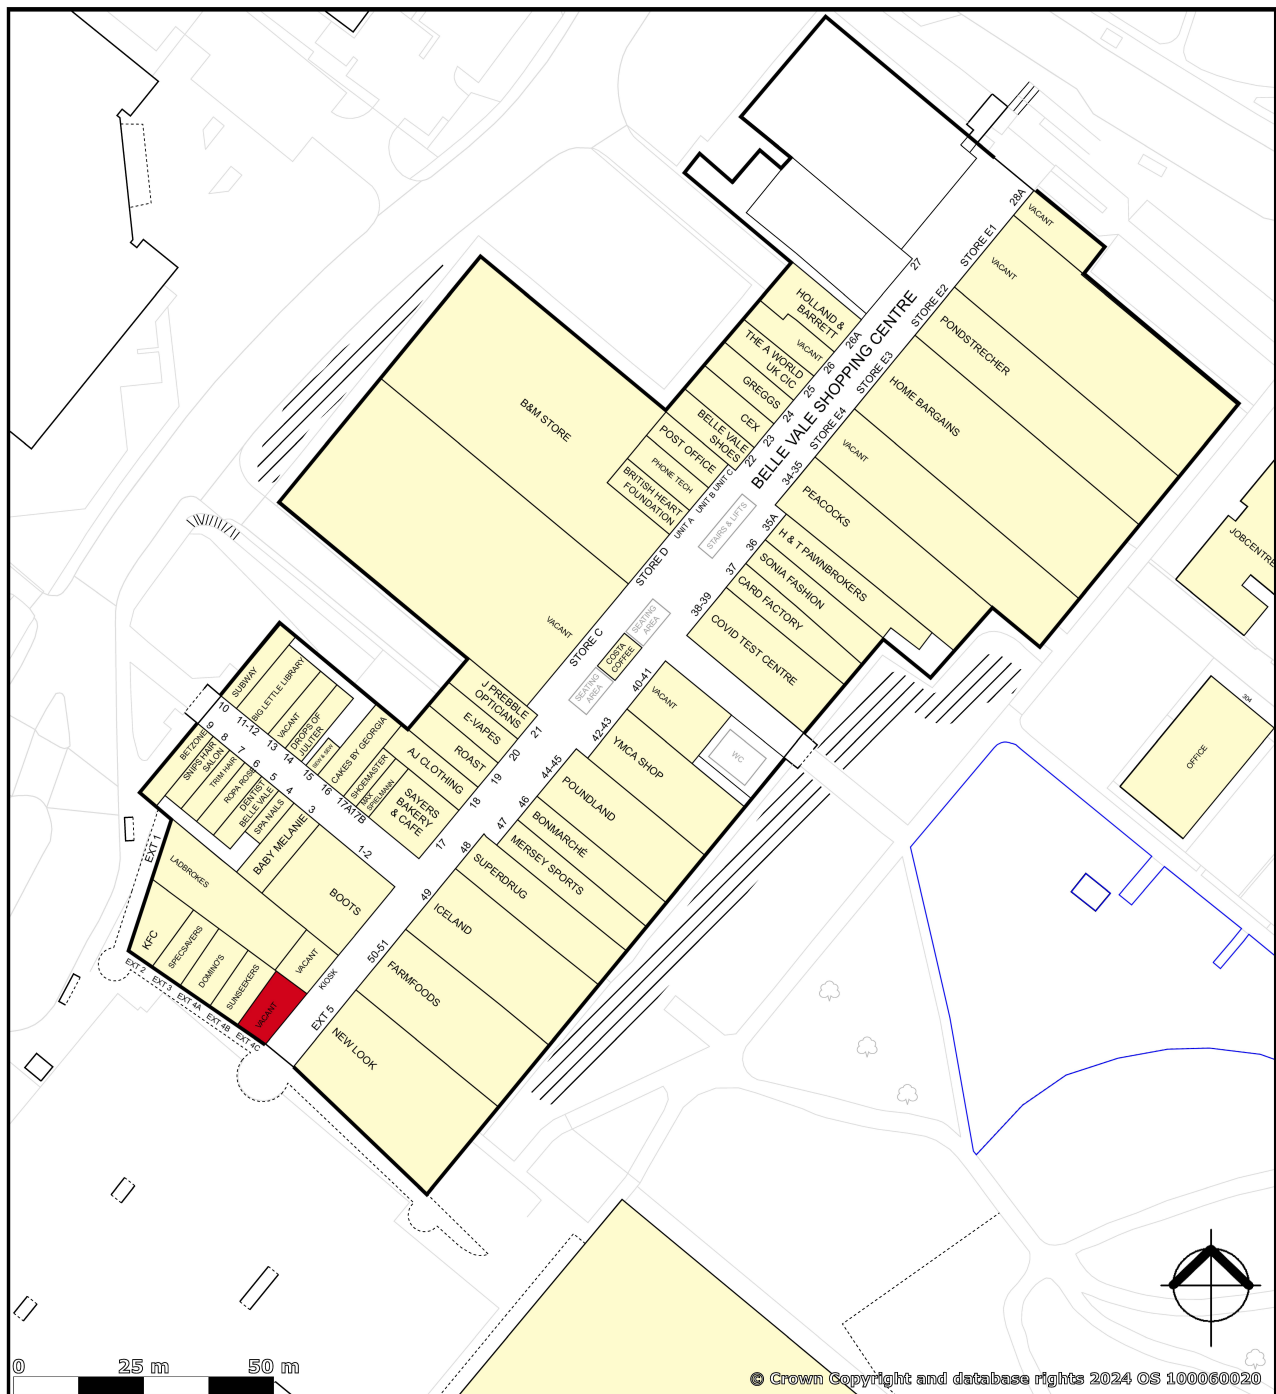 28A
VACANT
STORE E1
VACANT
27
STORE E2
PONDSTRECHER
HOLLAND &
BARRETT
26A
VACANT
26
THE A WORLD
UK CIC
25
GREGGS
24
CEX
23
BELLE VALE
SHOES
22
BELLE VALE SHOPPING CENTRE
STORE E3
HOME BARGAINS
STORE E4
VACANT
34-35
PEACOCKS
B&M STORE
POST OFFICE
UNIT C
PHONE TECH
UNIT B
BRITISH HEART
FOUNDATION
UNIT A
STAIRS & LIFTS
35A
H & T PAWNBROKERS
36
SONIA FASHION
37
CARD FACTORY
38-39
COVID TEST CENTRE
JOBCENTRE
304
OFFICE
STORE D
VACANT
STORE C
SEATING
AREA
COSTA
COFFEE
SEATING
AREA
40-41
VACANT
42-43
YMCA SHOP
WC
44-45
POUNDLAND
46
BONMARCHÉ
47
MERSEY SPORTS
48
SUPERDRUG
49
ICELAND
50-51
FARMFOODS
EXT 5
NEW LOOK
J PREBBLE
OPTICIANS
21
E-VAPES
20
ROAST
19
AJ CLOTHING
18
SAYERS
BAKERY
& CAFE
17
SUBWAY
10
BIG LETTLE LIBRARY
11-12
VACANT
13
DROPS OF
JULITER
14
SEW & SEW
15
CAKES BY GEORGIA
16
SHOEMASTER
17A
MAX
SPIELMANN
17B
BETZONE
9
SNIPS HAIR
SALON
8
TRIM HAIR
7
ROPA ROSE
6
DENTIST
BELLE VALE
5
SPA NAILS
4
BABY MELANIE
3
1-2
BOOTS
EXT 1
LADBROKES
KFC
EXT 2
SPECSAVERS
EXT 3
DOMINO'S
EXT 4A
SUNSEEKERS
EXT 4B
VACANT
EXT 4C
VACANT
KIOSK
0
25 m
50 m
© Crown Copyright and database rights 2024 OS 100060020